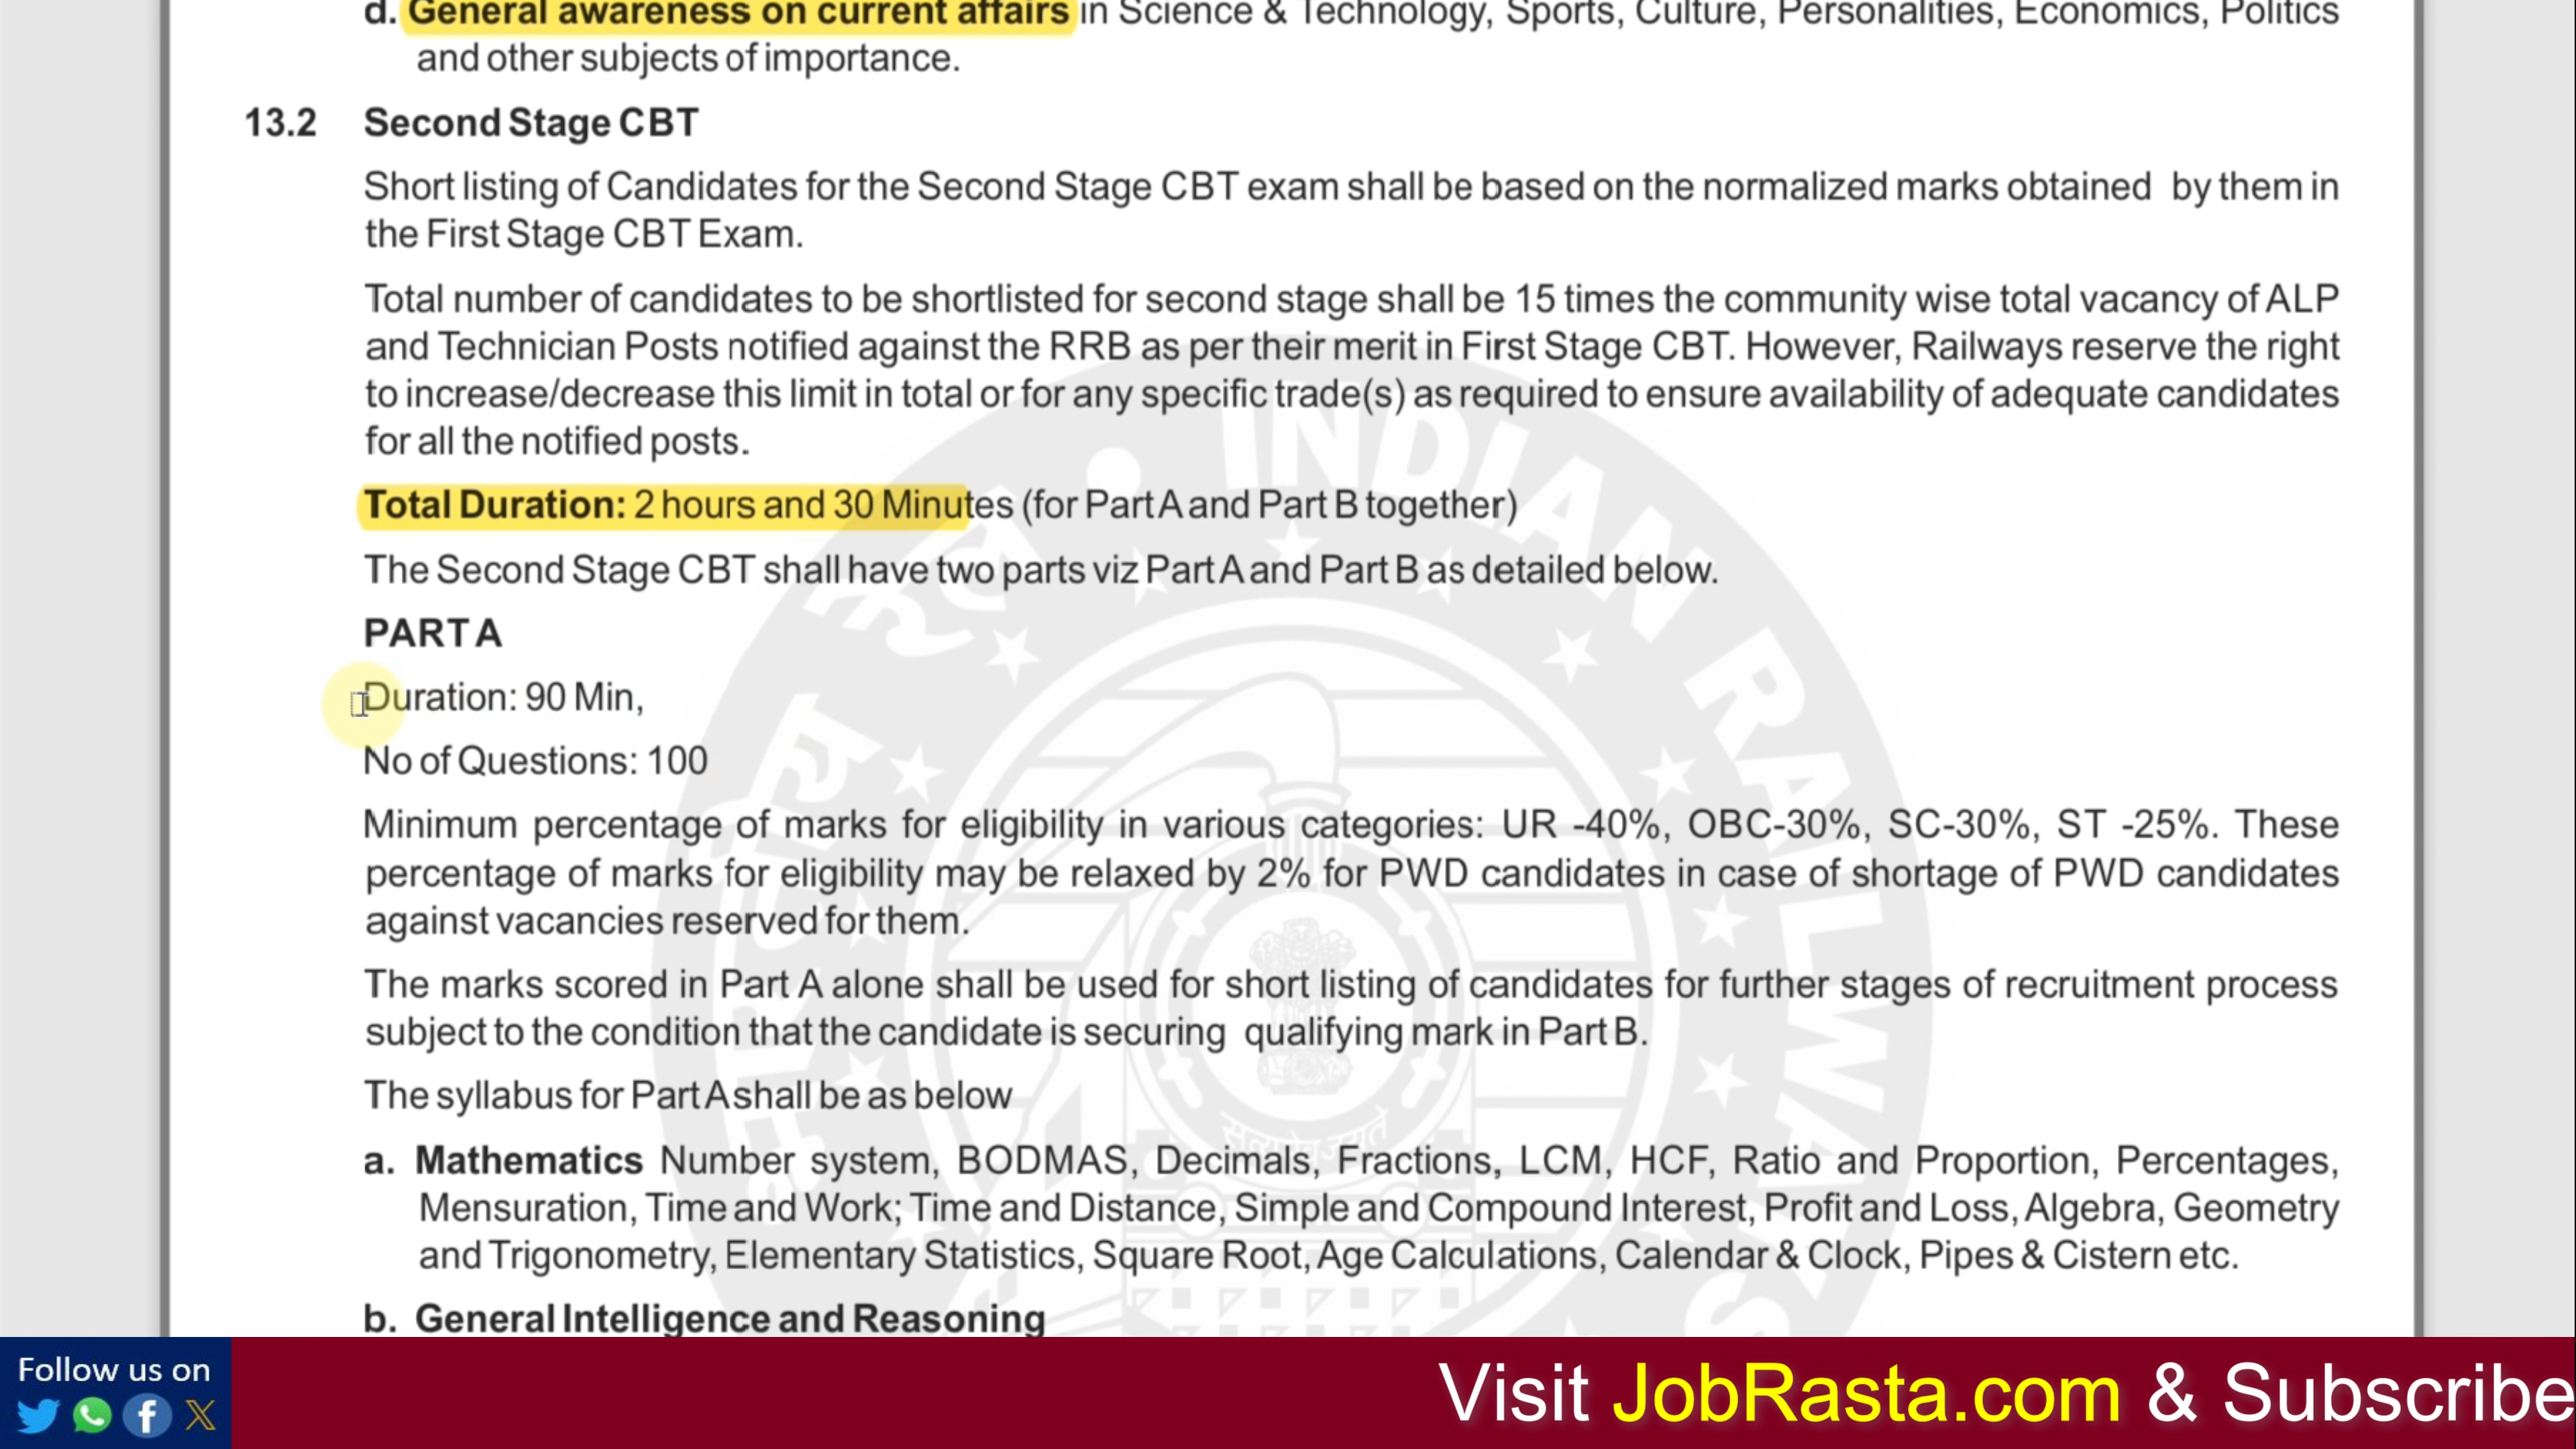 d. General awareness on current affairs in Science & Technology, Sports, Culture, Personalities, Economics, Politics
and other subjects of importance.
13.2 Second Stage CBT
Short listing of Candidates for the Second Stage CBT exam shall be based on the normalized marks obtained by them in
the First Stage CBT Exam.
Total number of candidates to be shortlisted for second stage shall be 15 times the community wise total vacancy of ALP
and Technician Posts notified against the RRB as per their merit in First Stage CBT. However, Railways reserve the right
to increase/decrease this limit in total or for any specific trade(s) as required to ensure availability of adequate candidates
for all the notified posts.
Total Duration: 2 hours and 30 Minutes (for Part A and Part B together)
The Second Stage CBT shall have two parts viz Part A and Part B as detailed below.
PART A
Duration: 90 Min,
No of Questions: 100
Minimum percentage of marks for eligibility in various categories: UR -40%, OBC-30%, SC-30%, ST -25%. These
percentage of marks for eligibility may be relaxed by 2% for PWD candidates in case of shortage of PWD candidates
against vacancies reserved for them.
The marks scored in Part A alone shall be used for short listing of candidates for further stages of recruitment process
subject to the condition that the candidate is securing qualifying mark in Part B.
The syllabus for Part A shall be as below
a. Mathematics Number system, BODMAS, Decimals, Fractions, LCM, HCF, Ratio and Proportion, Percentages,
Mensuration, Time and Work; Time and Distance, Simple and Compound Interest, Profit and Loss, Algebra, Geometry
and Trigonometry, Elementary Statistics, Square Root, Age Calculations, Calendar & Clock, Pipes & Cistern etc.
b. General Intelligence and Reasoning
INDIAN RAILWAYS
सत्यमेव जयते
Follow us on
Visit JobRasta.com & Subscribe